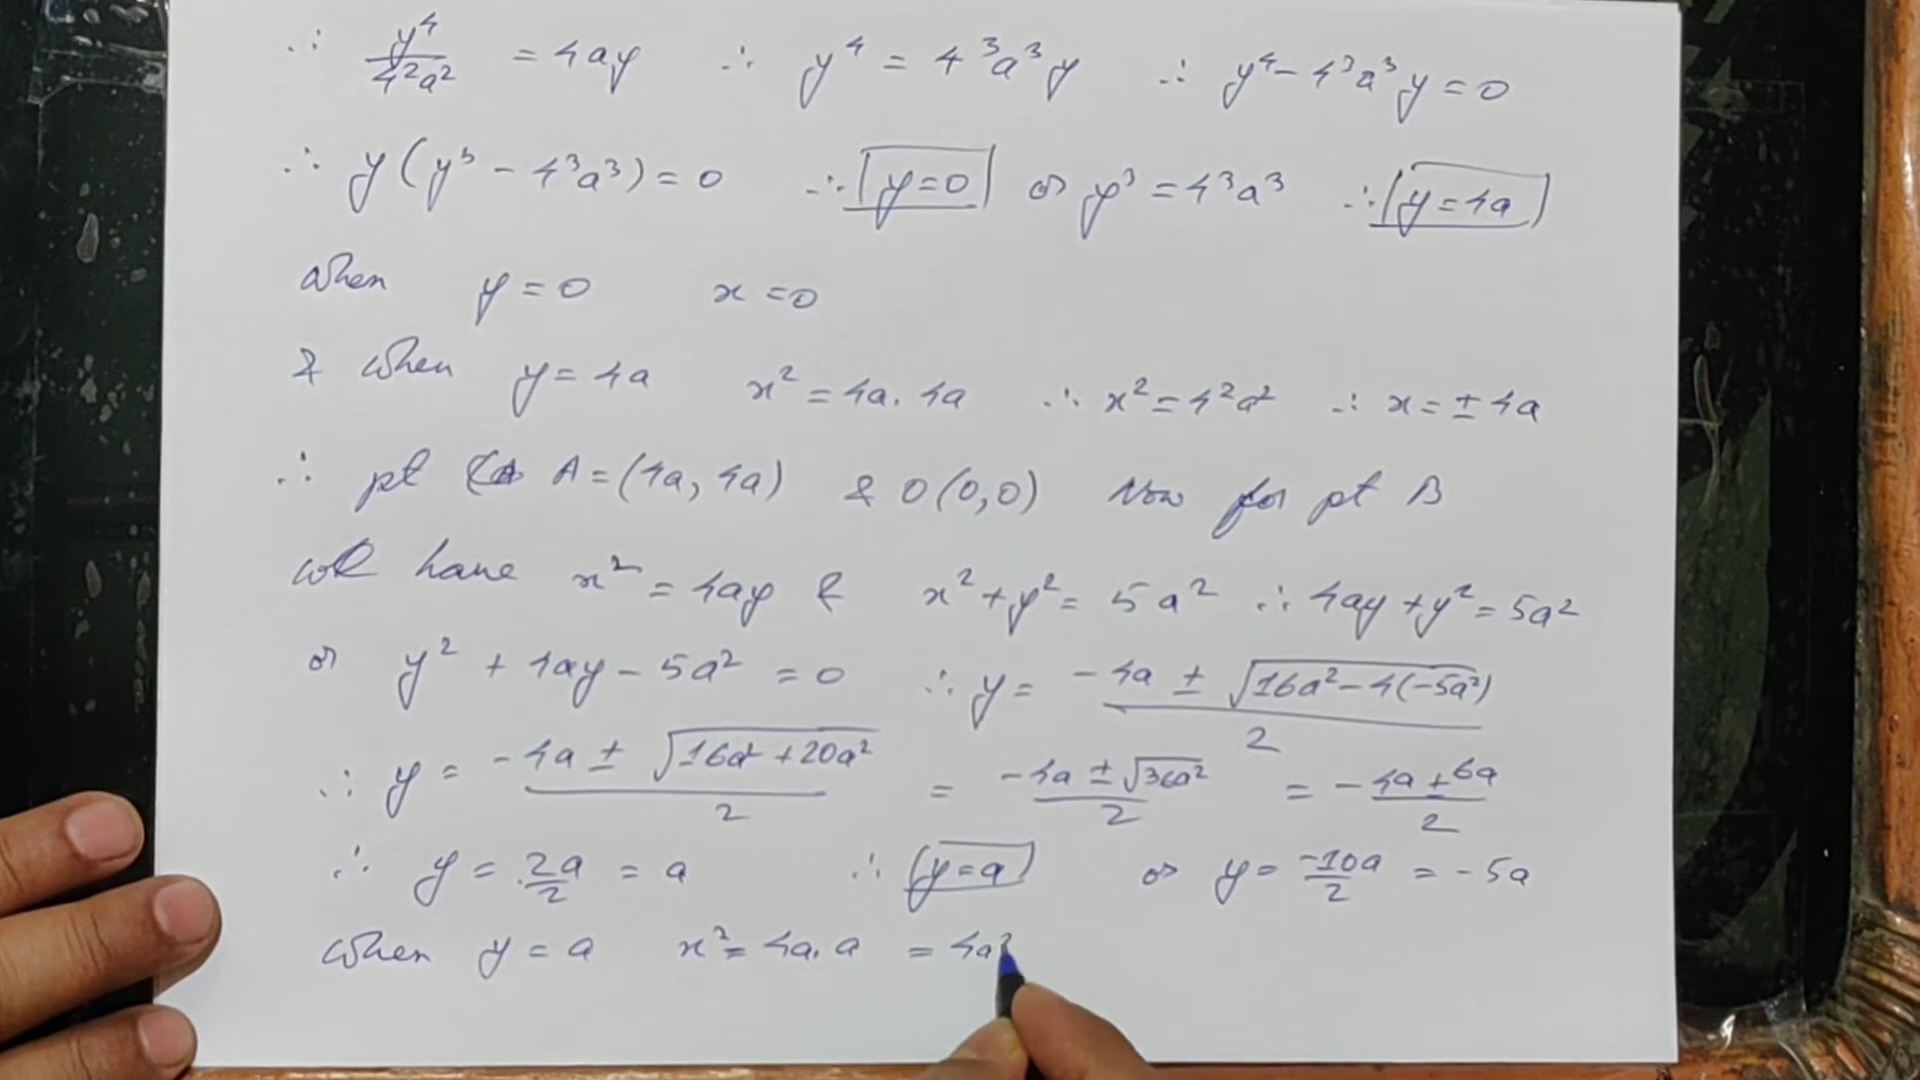 ∴ y⁴/4²a² = 4ay ∴ y⁴ = 4³a³y ∴ y⁴ - 4³a³y = 0
∴ y(y³ - 4³a³) = 0 ∴ y=0 or y³ = 4³a³ ∴ y=4a
when y = 0 x = 0
& when y = 4a x² = 4a. 4a ∴ x² = 4²a² ∴ x = ± 4a
∴ pt A = (4a, 4a) & O(0,0) Now for pt B
we have x² = 4ay & x² + y² = 5a² ∴ 4ay + y² = 5a²
or y² + 4ay - 5a² = 0 ∴ y = (-4a ± √(16a² - 4(-5a²)))/2
∴ y = (-4a ± √(16a² + 20a²))/2 = (-4a ± √(36a²))/2 = (-4a ± 6a)/2
∴ y = 2a/2 = a ∴ y=a or y = -10a/2 = -5a
when y = a x² = 4a. a = 4a²